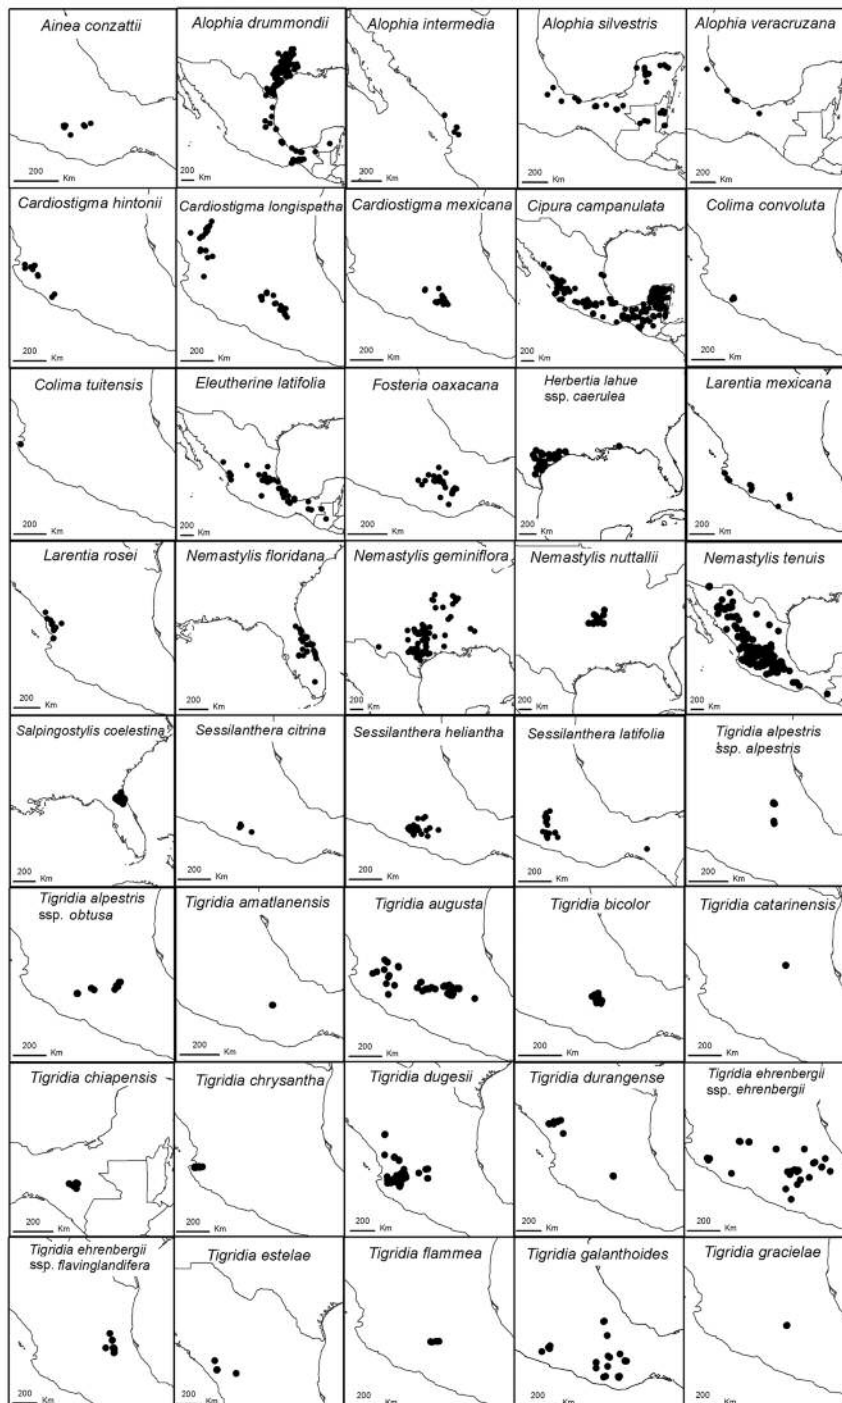 Ainea conzattii
Alophia drummondii
Alophia intermedia
Alophia silvestris
Alophia veracruzana
200 Km
200 Km
300 Km
200 Km
200 Km
Cardiostigma hintonii
Cardiostigma longispatha
Cardiostigma mexicana
Cipura campanulata
Colima convoluta
200 Km
200 Km
200 Km
200 Km
200 Km
Colima tuitensis
Eleutherine latifolia
Fosteria oaxacana
Herbertia lahue
ssp. caerulea
Larentia mexicana
200 Km
200 Km
200 Km
200 Km
200 Km
Larentia rosei
Nemastylis floridana
Nemastylis geminiflora
Nemastylis nuttallii
Nemastylis tenuis
200 Km
200 Km
200 Km
200 Km
200 Km
Salpingostylis coelestina
Sessilanthera citrina
Sessilanthera heliantha
Sessilanthera latifolia
Tigridia alpestris
ssp. alpestris
200 Km
200 Km
200 Km
200 Km
200 Km
Tigridia alpestris
ssp. obtusa
Tigridia amatlanensis
Tigridia augusta
Tigridia bicolor
Tigridia catarinensis
200 Km
200 Km
200 Km
200 Km
200 Km
Tigridia chiapensis
Tigridia chrysantha
Tigridia dugesii
Tigridia durangense
Tigridia ehrenbergii
ssp. ehrenbergii
200 Km
200 Km
200 Km
200 Km
200 Km
Tigridia ehrenbergii
ssp. flavinglandifera
Tigridia estelae
Tigridia flammea
Tigridia galanthoides
Tigridia gracielae
200 Km
200 Km
200 Km
200 Km
200 Km